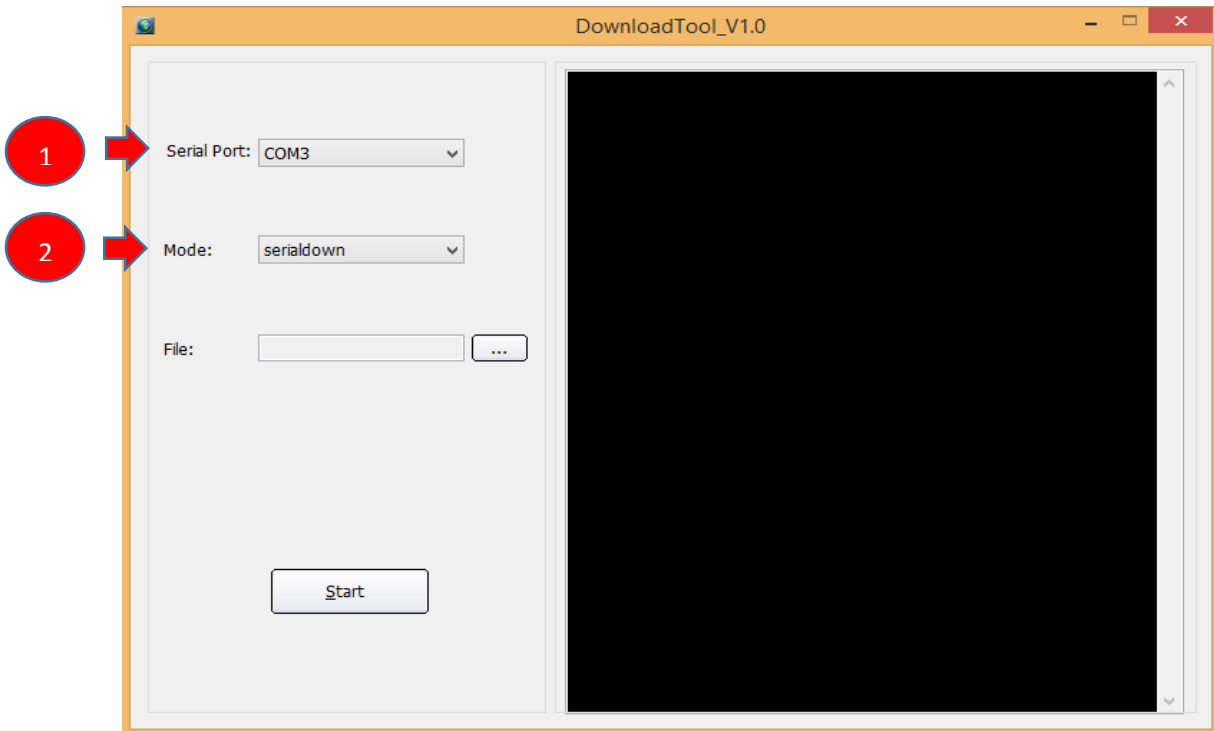 DownloadTool_V1.0
1
Serial Port: COM3
2
Mode: serialdown
File: ...
Start